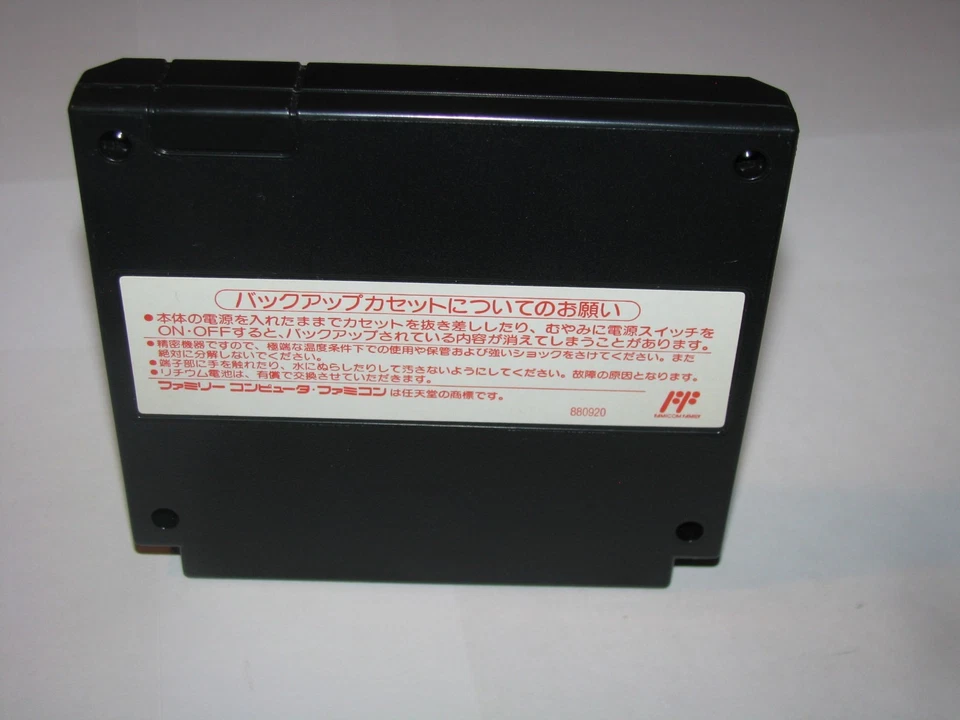 バックアップカセットについてのお願い
●本体の電源を入れたままでカセットを抜き差ししたり、むやみに電源スイッチを
ON・OFFすると、バックアップされている内容が消えてしまうことがあります。
●精密機器ですので、極端な温度条件下での使用や保管および強いショックをさけてください。また
絶対に分解しないでください。
●端子部に手を触れたり、水にぬらしたりして汚さないようにしてください。故障の原因となります。
●リチウム電池は、有償で交換させていただきます。
ファミリー コンピュータ・ファミコンは任天堂の商標です。
880920
FAMICOM FAMILY